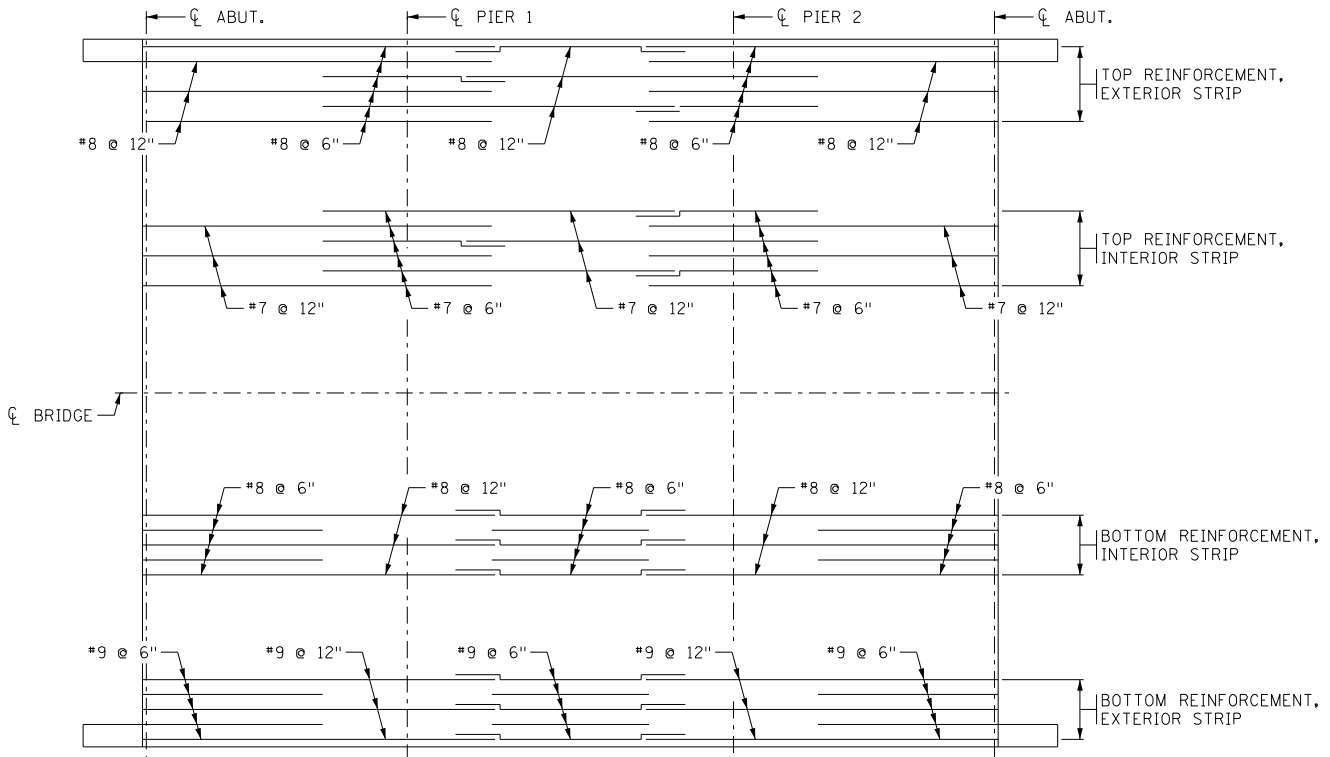 ℄ ABUT.
℄ PIER 1
℄ PIER 2
℄ ABUT.
TOP REINFORCEMENT,
EXTERIOR STRIP
#8 @ 12"
#8 @ 6"
#8 @ 12"
#8 @ 6"
#8 @ 12"
TOP REINFORCEMENT,
INTERIOR STRIP
#7 @ 12"
#7 @ 6"
#7 @ 12"
#7 @ 6"
#7 @ 12"
℄ BRIDGE
#8 @ 6"
#8 @ 12"
#8 @ 6"
#8 @ 12"
#8 @ 6"
BOTTOM REINFORCEMENT,
INTERIOR STRIP
#9 @ 6"
#9 @ 12"
#9 @ 6"
#9 @ 12"
#9 @ 6"
BOTTOM REINFORCEMENT,
EXTERIOR STRIP